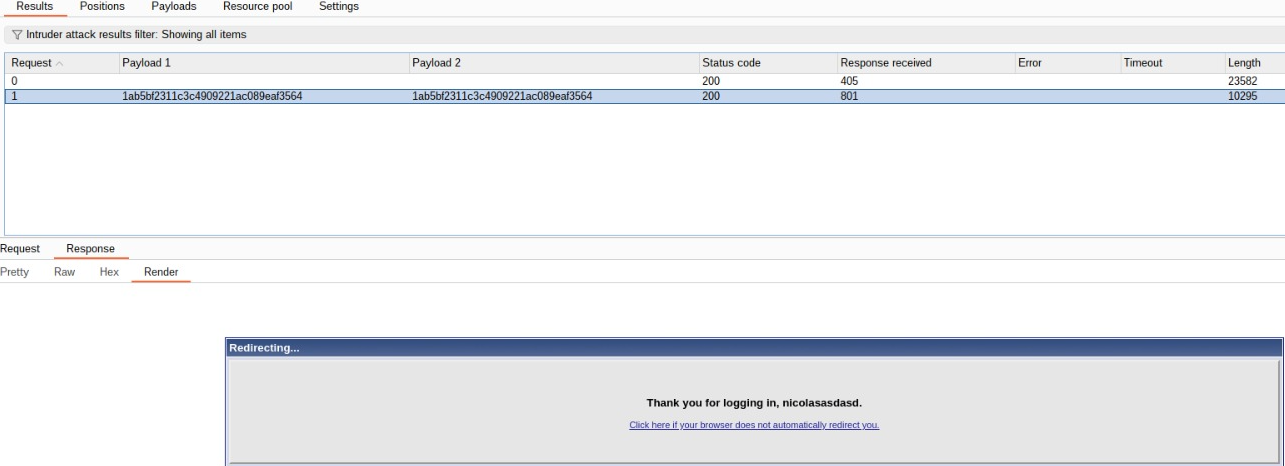 Results Positions Payloads Resource pool Settings
Intruder attack results filter: Showing all items
Request Payload 1 Payload 2 Status code Response received Error Timeout Length
0 200 405 23582
1 1ab5bf2311c3c4909221ac089eaf3564 1ab5bf2311c3c4909221ac089eaf3564 200 801 10295
Request Response
Pretty Raw Hex Render
Redirecting...
Thank you for logging in, nicolasasdasd.
Click here if your browser does not automatically redirect you.